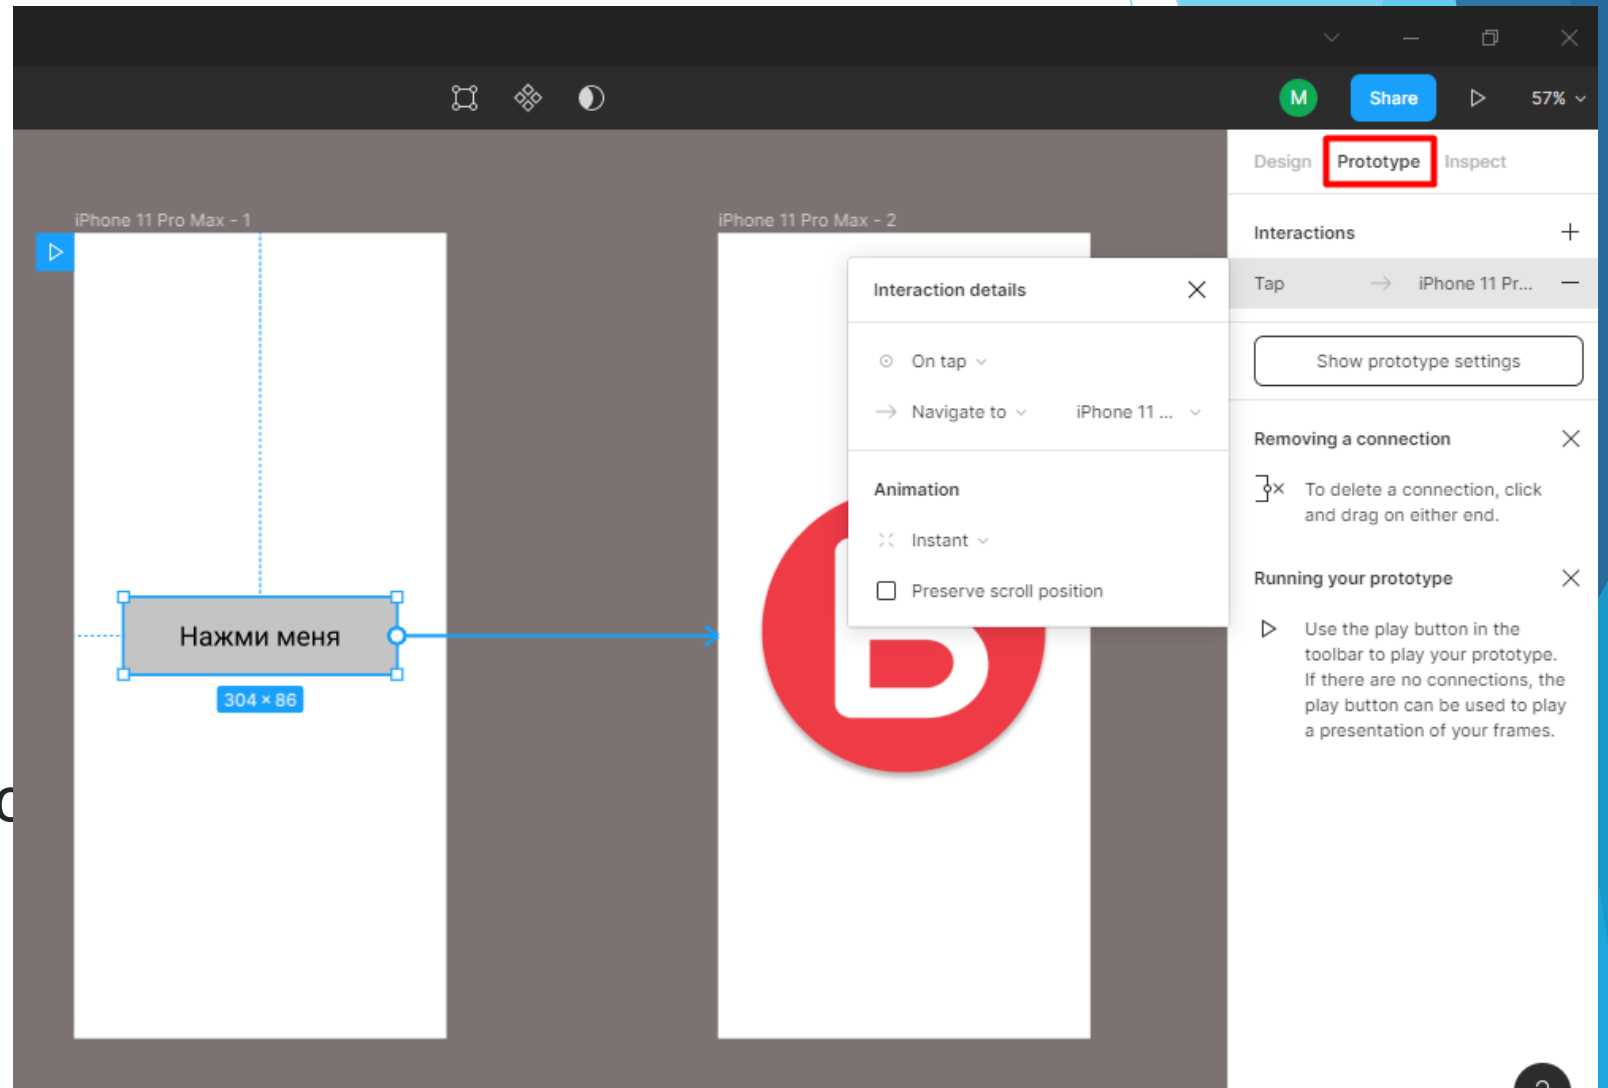 M
Share
57%
Design Prototype Inspect
iPhone 11 Pro Max - 1
iPhone 11 Pro Max - 2
Interactions
Tap
iPhone 11 Pr...
Show prototype settings
Interaction details
On tap
Navigate to
iPhone 11 ...
Animation
Instant
Preserve scroll position
Removing a connection
To delete a connection, click
and drag on either end.
Running your prototype
Use the play button in the
toolbar to play your prototype.
If there are no connections, the
play button can be used to play
a presentation of your frames.
Нажми меня
304 × 86